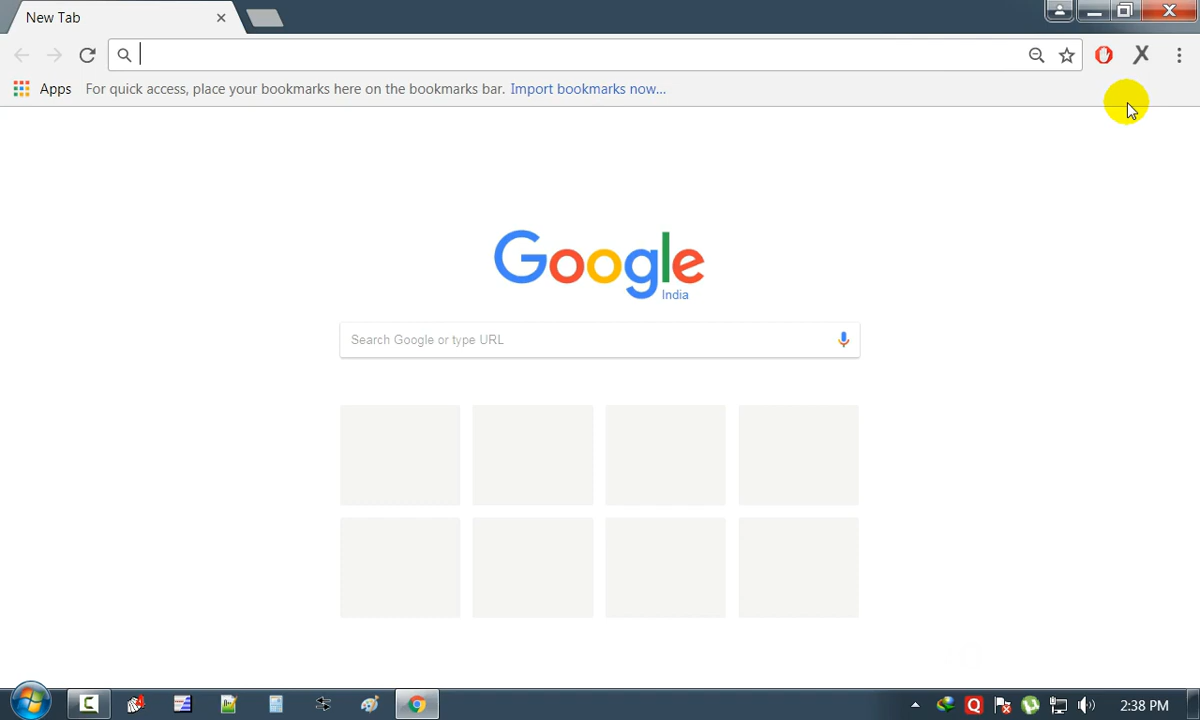 New Tab
Apps For quick access, place your bookmarks here on the bookmarks bar. Import bookmarks now...
Google
India
Search Google or type URL
2:38 PM